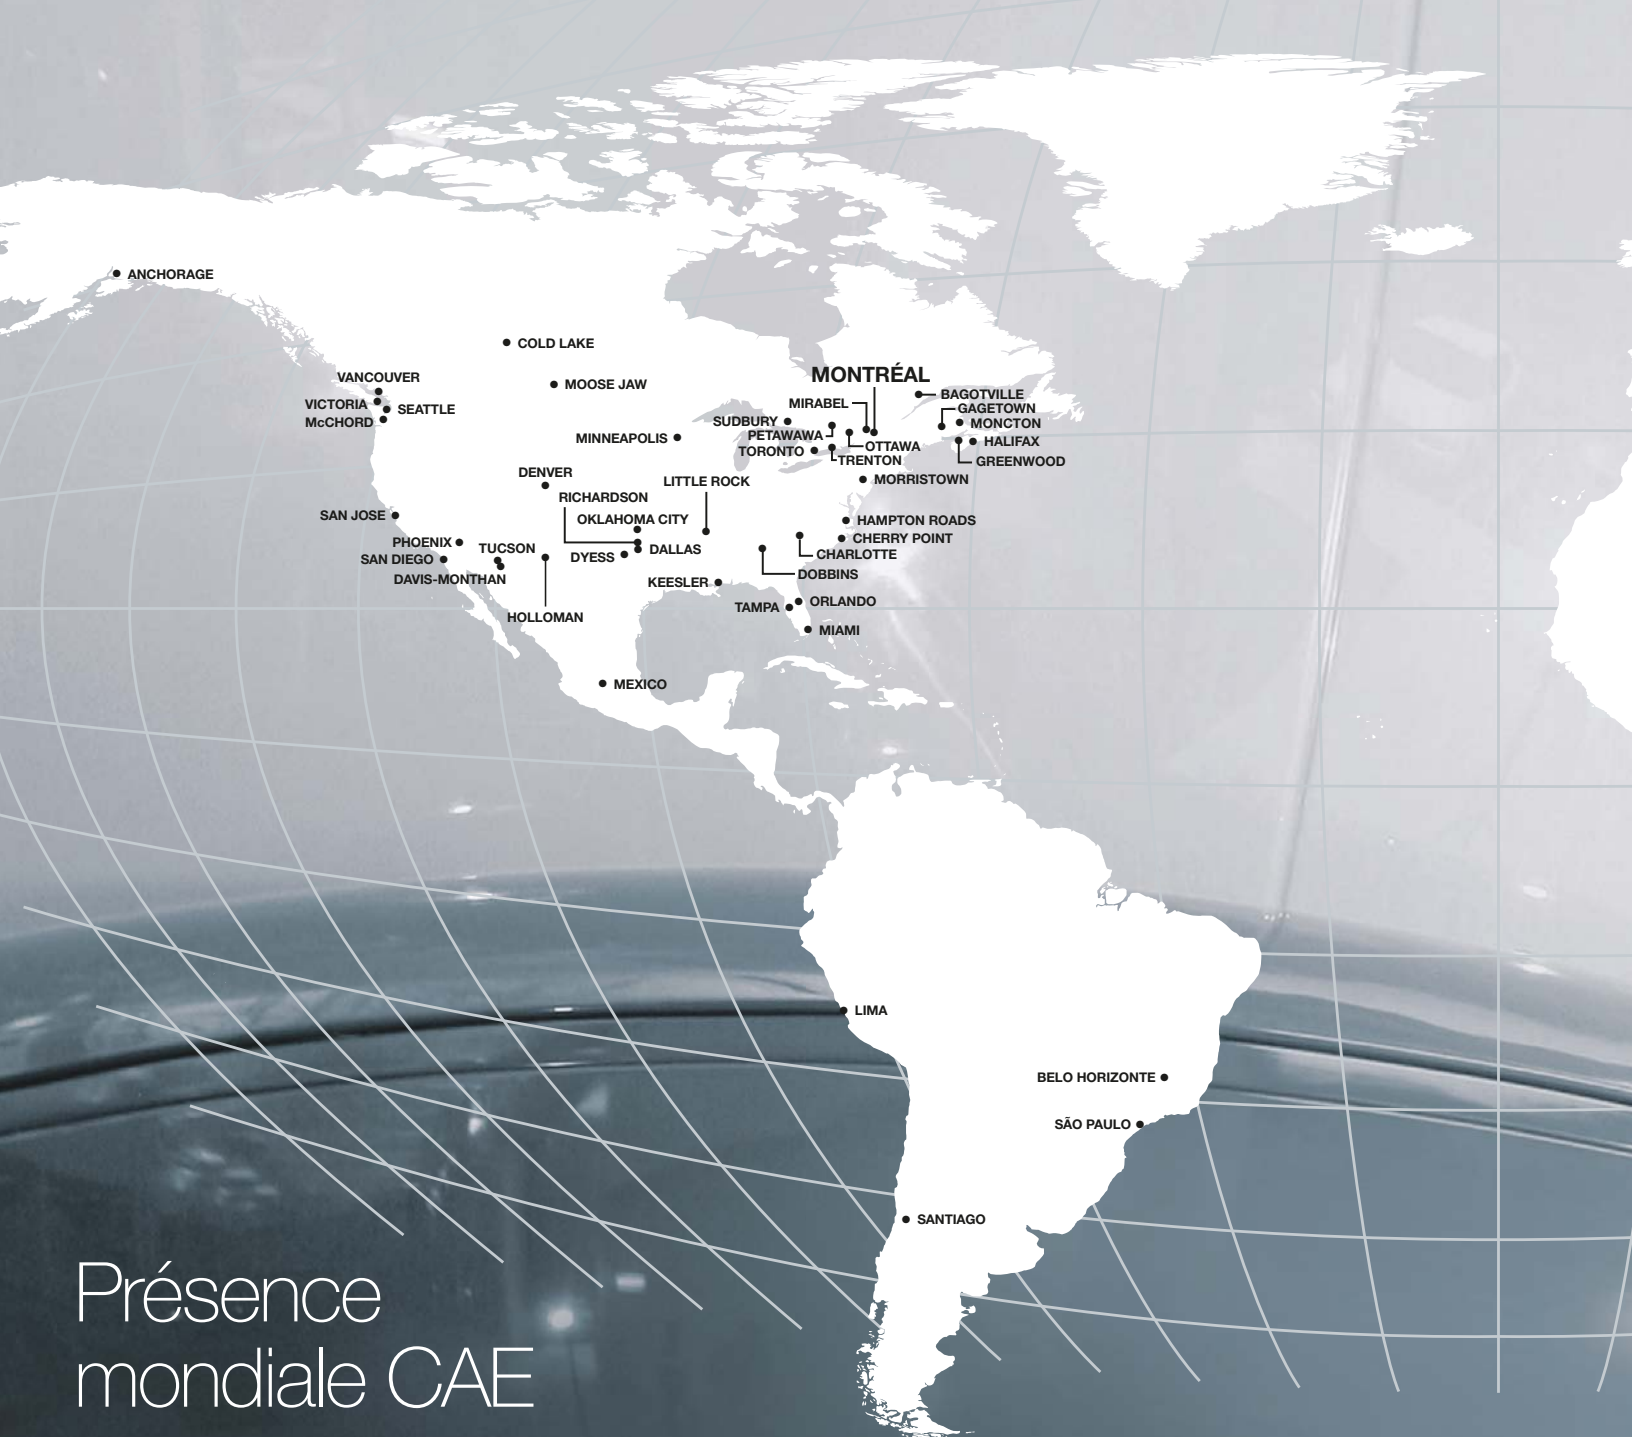 ANCHORAGE
COLD LAKE
VANCOUVER
MOOSE JAW
MONTRÉAL
BAGOTVILLE
VICTORIA
SEATTLE
MIRABEL
GAGETOWN
McCHORD
SUDBURY
MONCTON
MINNEAPOLIS
PETAWAWA
OTTAWA
HALIFAX
TORONTO
TRENTON
GREENWOOD
DENVER
LITTLE ROCK
MORRISTOWN
RICHARDSON
SAN JOSE
OKLAHOMA CITY
HAMPTON ROADS
PHOENIX
TUCSON
CHERRY POINT
SAN DIEGO
DYESS
DALLAS
CHARLOTTE
DAVIS-MONTHAN
KEESLER
DOBBINS
HOLLOMAN
TAMPA
ORLANDO
MIAMI
MEXICO
LIMA
BELO HORIZONTE
SÃO PAULO
SANTIAGO
Présence
mondiale CAE